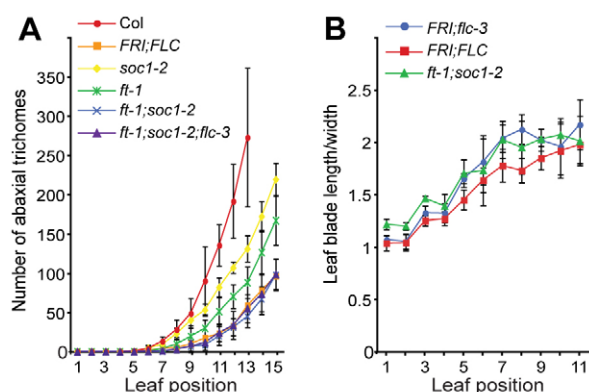 A
Col
FRI;FLC
soc1-2
ft-1
ft-1;soc1-2
ft-1;soc1-2;flc-3
Number of abaxial trichomes
350
300
250
200
150
100
50
0
1 3 5 7 9 11 13 15
Leaf position
B
FRI;flc-3
FRI;FLC
ft-1;soc1-2
Leaf blade length/width
2.5
2
1.5
1
0.5
0
1 3 5 7 9 11
Leaf position